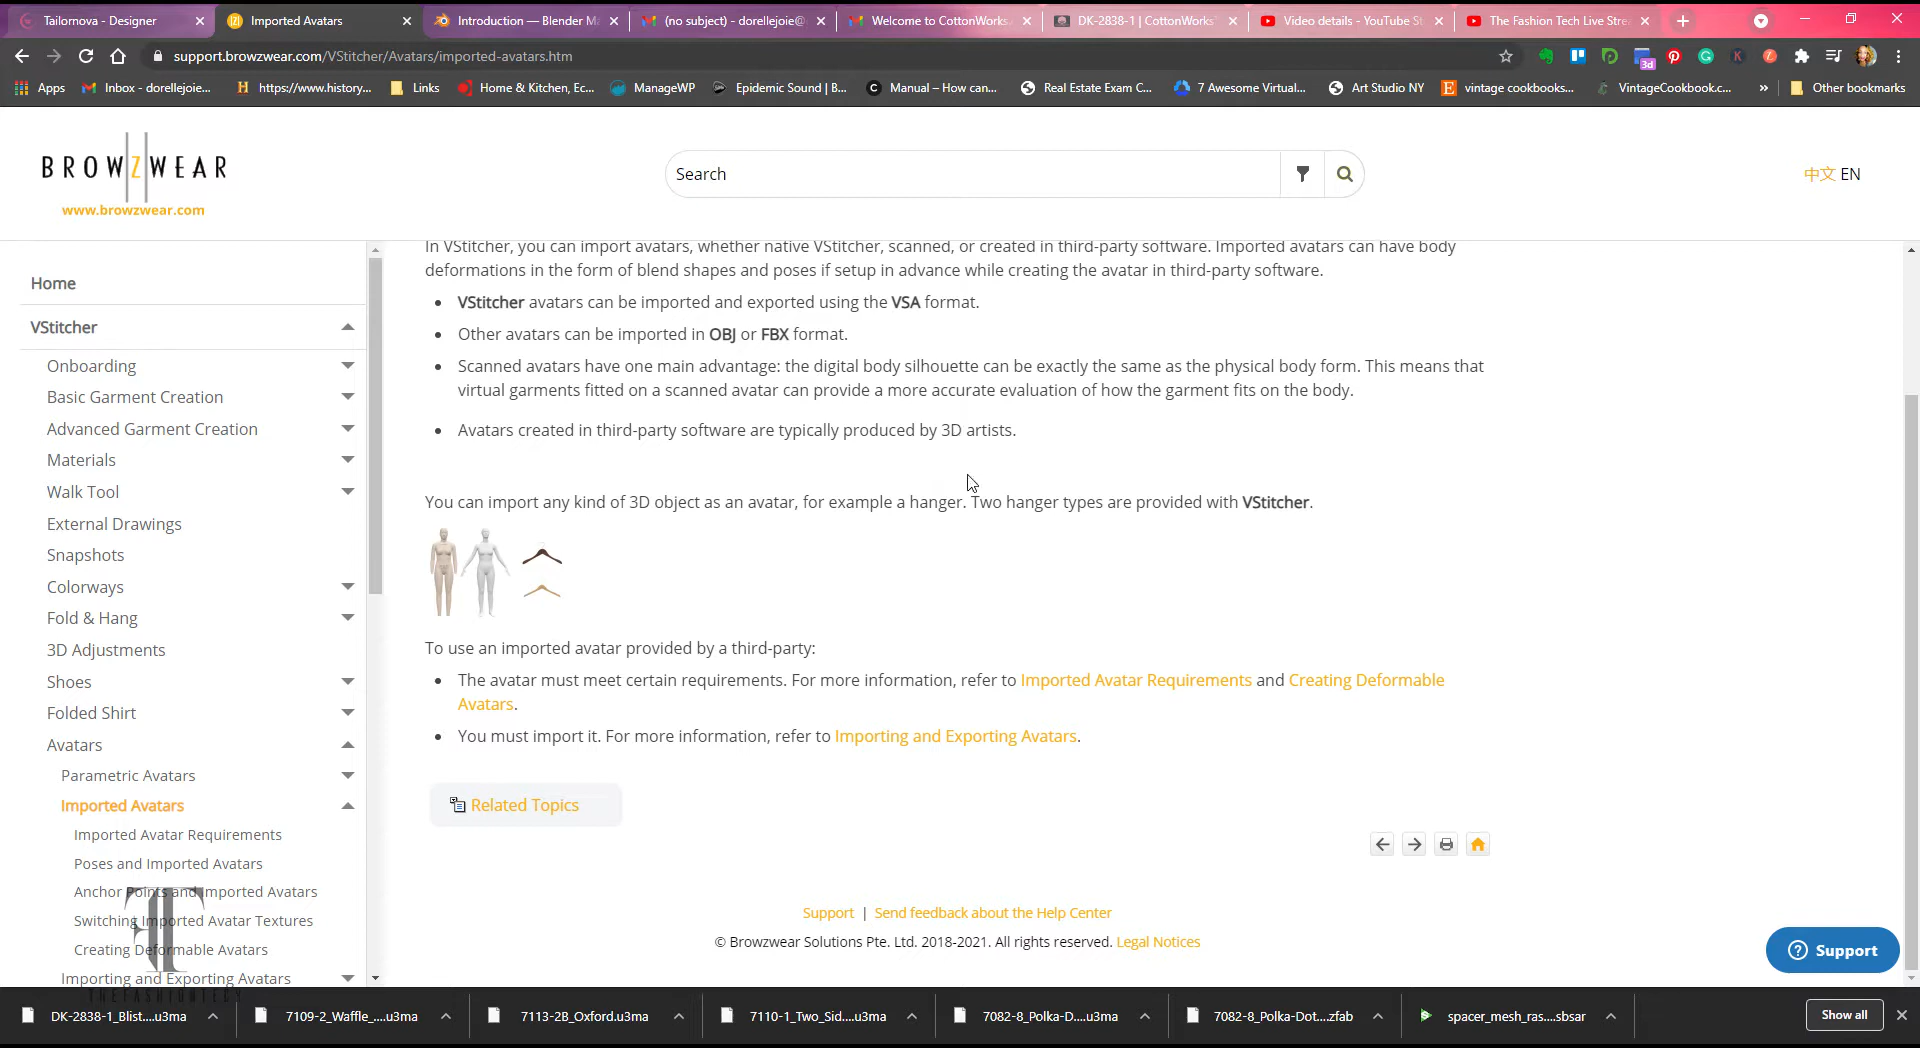 Tailornova - Designer
Imported Avatars
Introduction — Blender M
(no subject) - dorellejoie@
Welcome to CottonWorks
DK-2838-1 | CottonWorks
Video details - YouTube St
The Fashion Tech Live Stre
support.browzwear.com/VStitcher/Avatars/imported-avatars.htm
3d
Apps
Inbox - dorellejoie...
https://www.history...
Links
Home & Kitchen, Ec...
ManageWP
Epidemic Sound | B...
Manual – How can...
Real Estate Exam C...
7 Awesome Virtual...
Art Studio NY
vintage cookbooks...
VintageCookbook.c...
»
Other bookmarks
BROWZWEAR
www.browzwear.com
Search
中文 EN
Home
VStitcher
Onboarding
Basic Garment Creation
Advanced Garment Creation
Materials
Walk Tool
External Drawings
Snapshots
Colorways
Fold & Hang
3D Adjustments
Shoes
Folded Shirt
Avatars
Parametric Avatars
Imported Avatars
Imported Avatar Requirements
Poses and Imported Avatars
Anchor Points and Imported Avatars
Switching Imported Avatar Textures
Creating Deformable Avatars
Importing and Exporting Avatars
THEFASHIONTECH
In VStitcher, you can import avatars, whether native VStitcher, scanned, or created in third-party software. Imported avatars can have body
deformations in the form of blend shapes and poses if setup in advance while creating the avatar in third-party software.
• VStitcher avatars can be imported and exported using the VSA format.
• Other avatars can be imported in OBJ or FBX format.
• Scanned avatars have one main advantage: the digital body silhouette can be exactly the same as the physical body form. This means that
virtual garments fitted on a scanned avatar can provide a more accurate evaluation of how the garment fits on the body.
• Avatars created in third-party software are typically produced by 3D artists.
You can import any kind of 3D object as an avatar, for example a hanger. Two hanger types are provided with VStitcher.
To use an imported avatar provided by a third-party:
• The avatar must meet certain requirements. For more information, refer to Imported Avatar Requirements and Creating Deformable
Avatars.
• You must import it. For more information, refer to Importing and Exporting Avatars.
Related Topics
Support | Send feedback about the Help Center
© Browzwear Solutions Pte. Ltd. 2018-2021. All rights reserved. Legal Notices
Support
DK-2838-1_Blist....u3ma
7109-2_Waffle_....u3ma
7113-2B_Oxford.u3ma
7110-1_Two_Sid....u3ma
7082-8_Polka-D....u3ma
7082-8_Polka-Dot....zfab
spacer_mesh_ras....sbsar
Show all